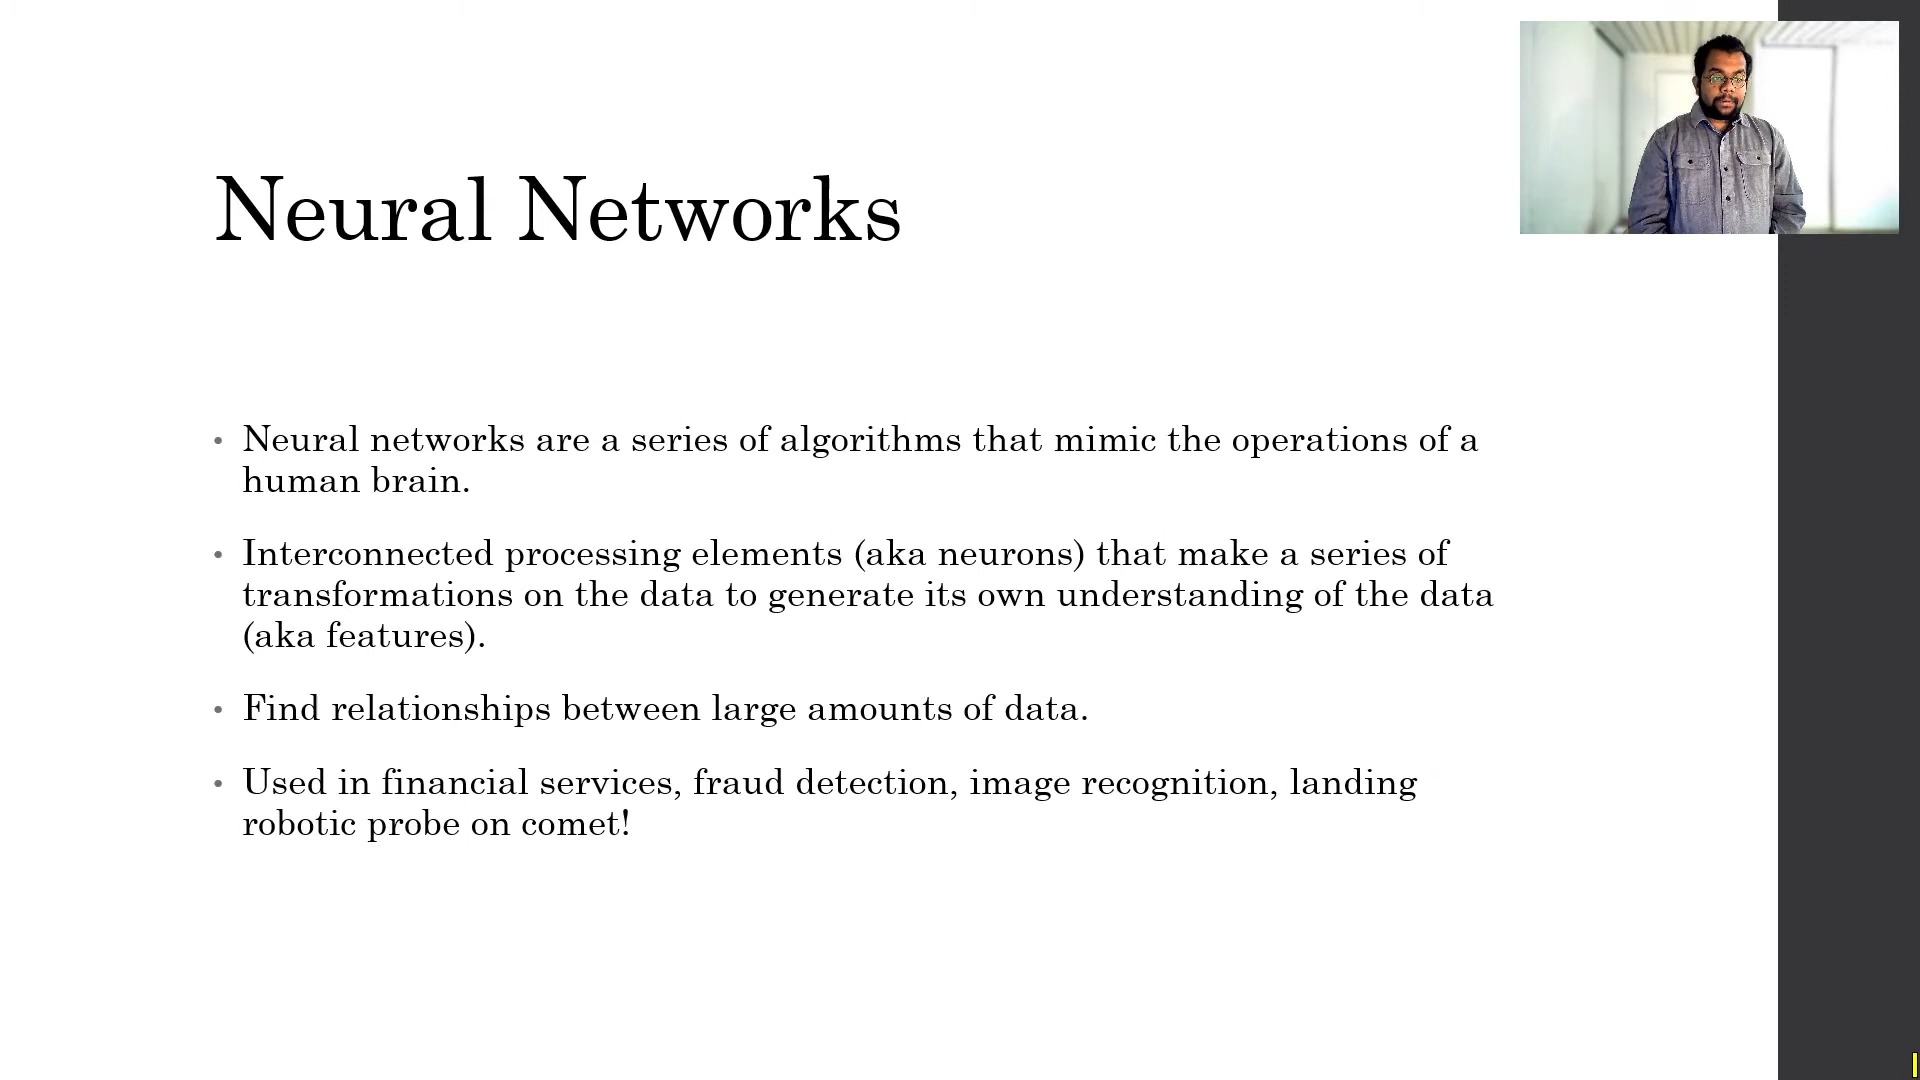 Neural Networks
• Neural networks are a series of algorithms that mimic the operations of a
human brain.
• Interconnected processing elements (aka neurons) that make a series of
transformations on the data to generate its own understanding of the data
(aka features).
• Find relationships between large amounts of data.
• Used in financial services, fraud detection, image recognition, landing
robotic probe on comet!